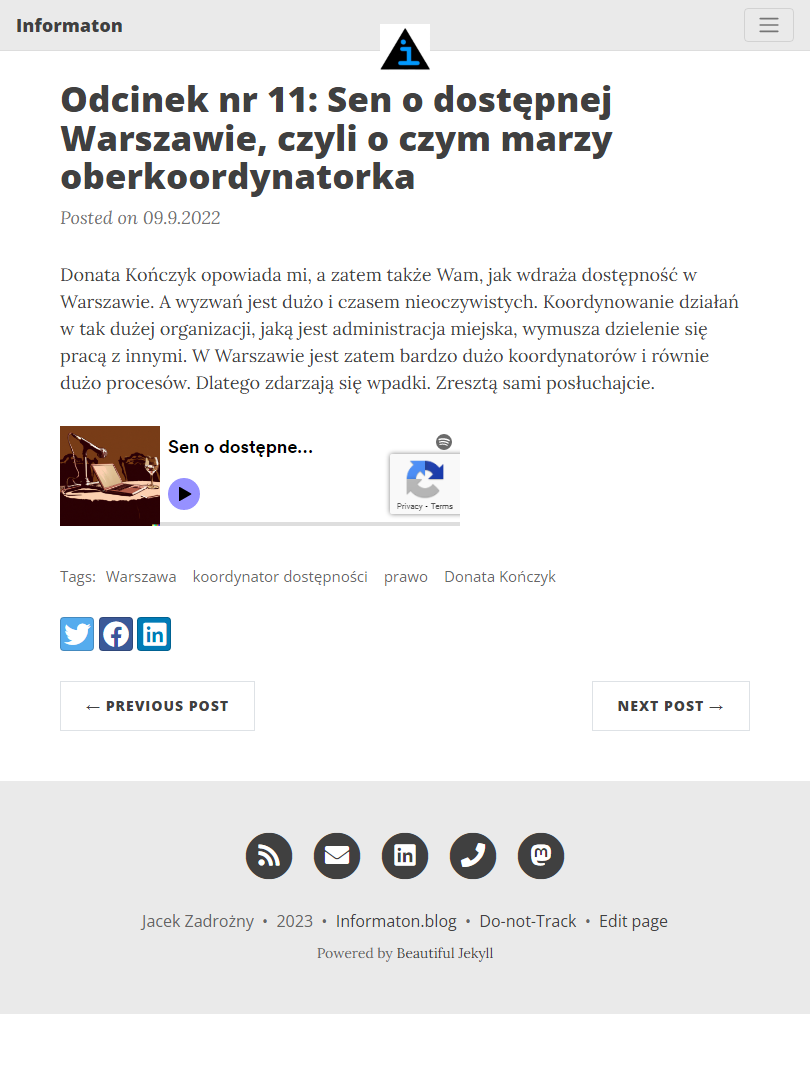 Informaton
i
Odcinek nr 11: Sen o dostępnej
Warszawie, czyli o czym marzy
oberkoordynatorka
Posted on 09.9.2022
Donata Kończyk opowiada mi, a zatem także Wam, jak wdraża dostępność w
Warszawie. A wyzwań jest dużo i czasem nieoczywistych. Koordynowanie działań
w tak dużej organizacji, jaką jest administracja miejska, wymusza dzielenie się
pracą z innymi. W Warszawie jest zatem bardzo dużo koordynatorów i równie
dużo procesów. Dlatego zdarzają się wpadki. Zresztą sami posłuchajcie.
Sen o dostępne...
Privacy - Terms
Tags: Warszawa koordynator dostępności prawo Donata Kończyk
← PREVIOUS POST
NEXT POST →
Jacek Zadrożny • 2023 • Informaton.blog • Do-not-Track • Edit page
Powered by Beautiful Jekyll